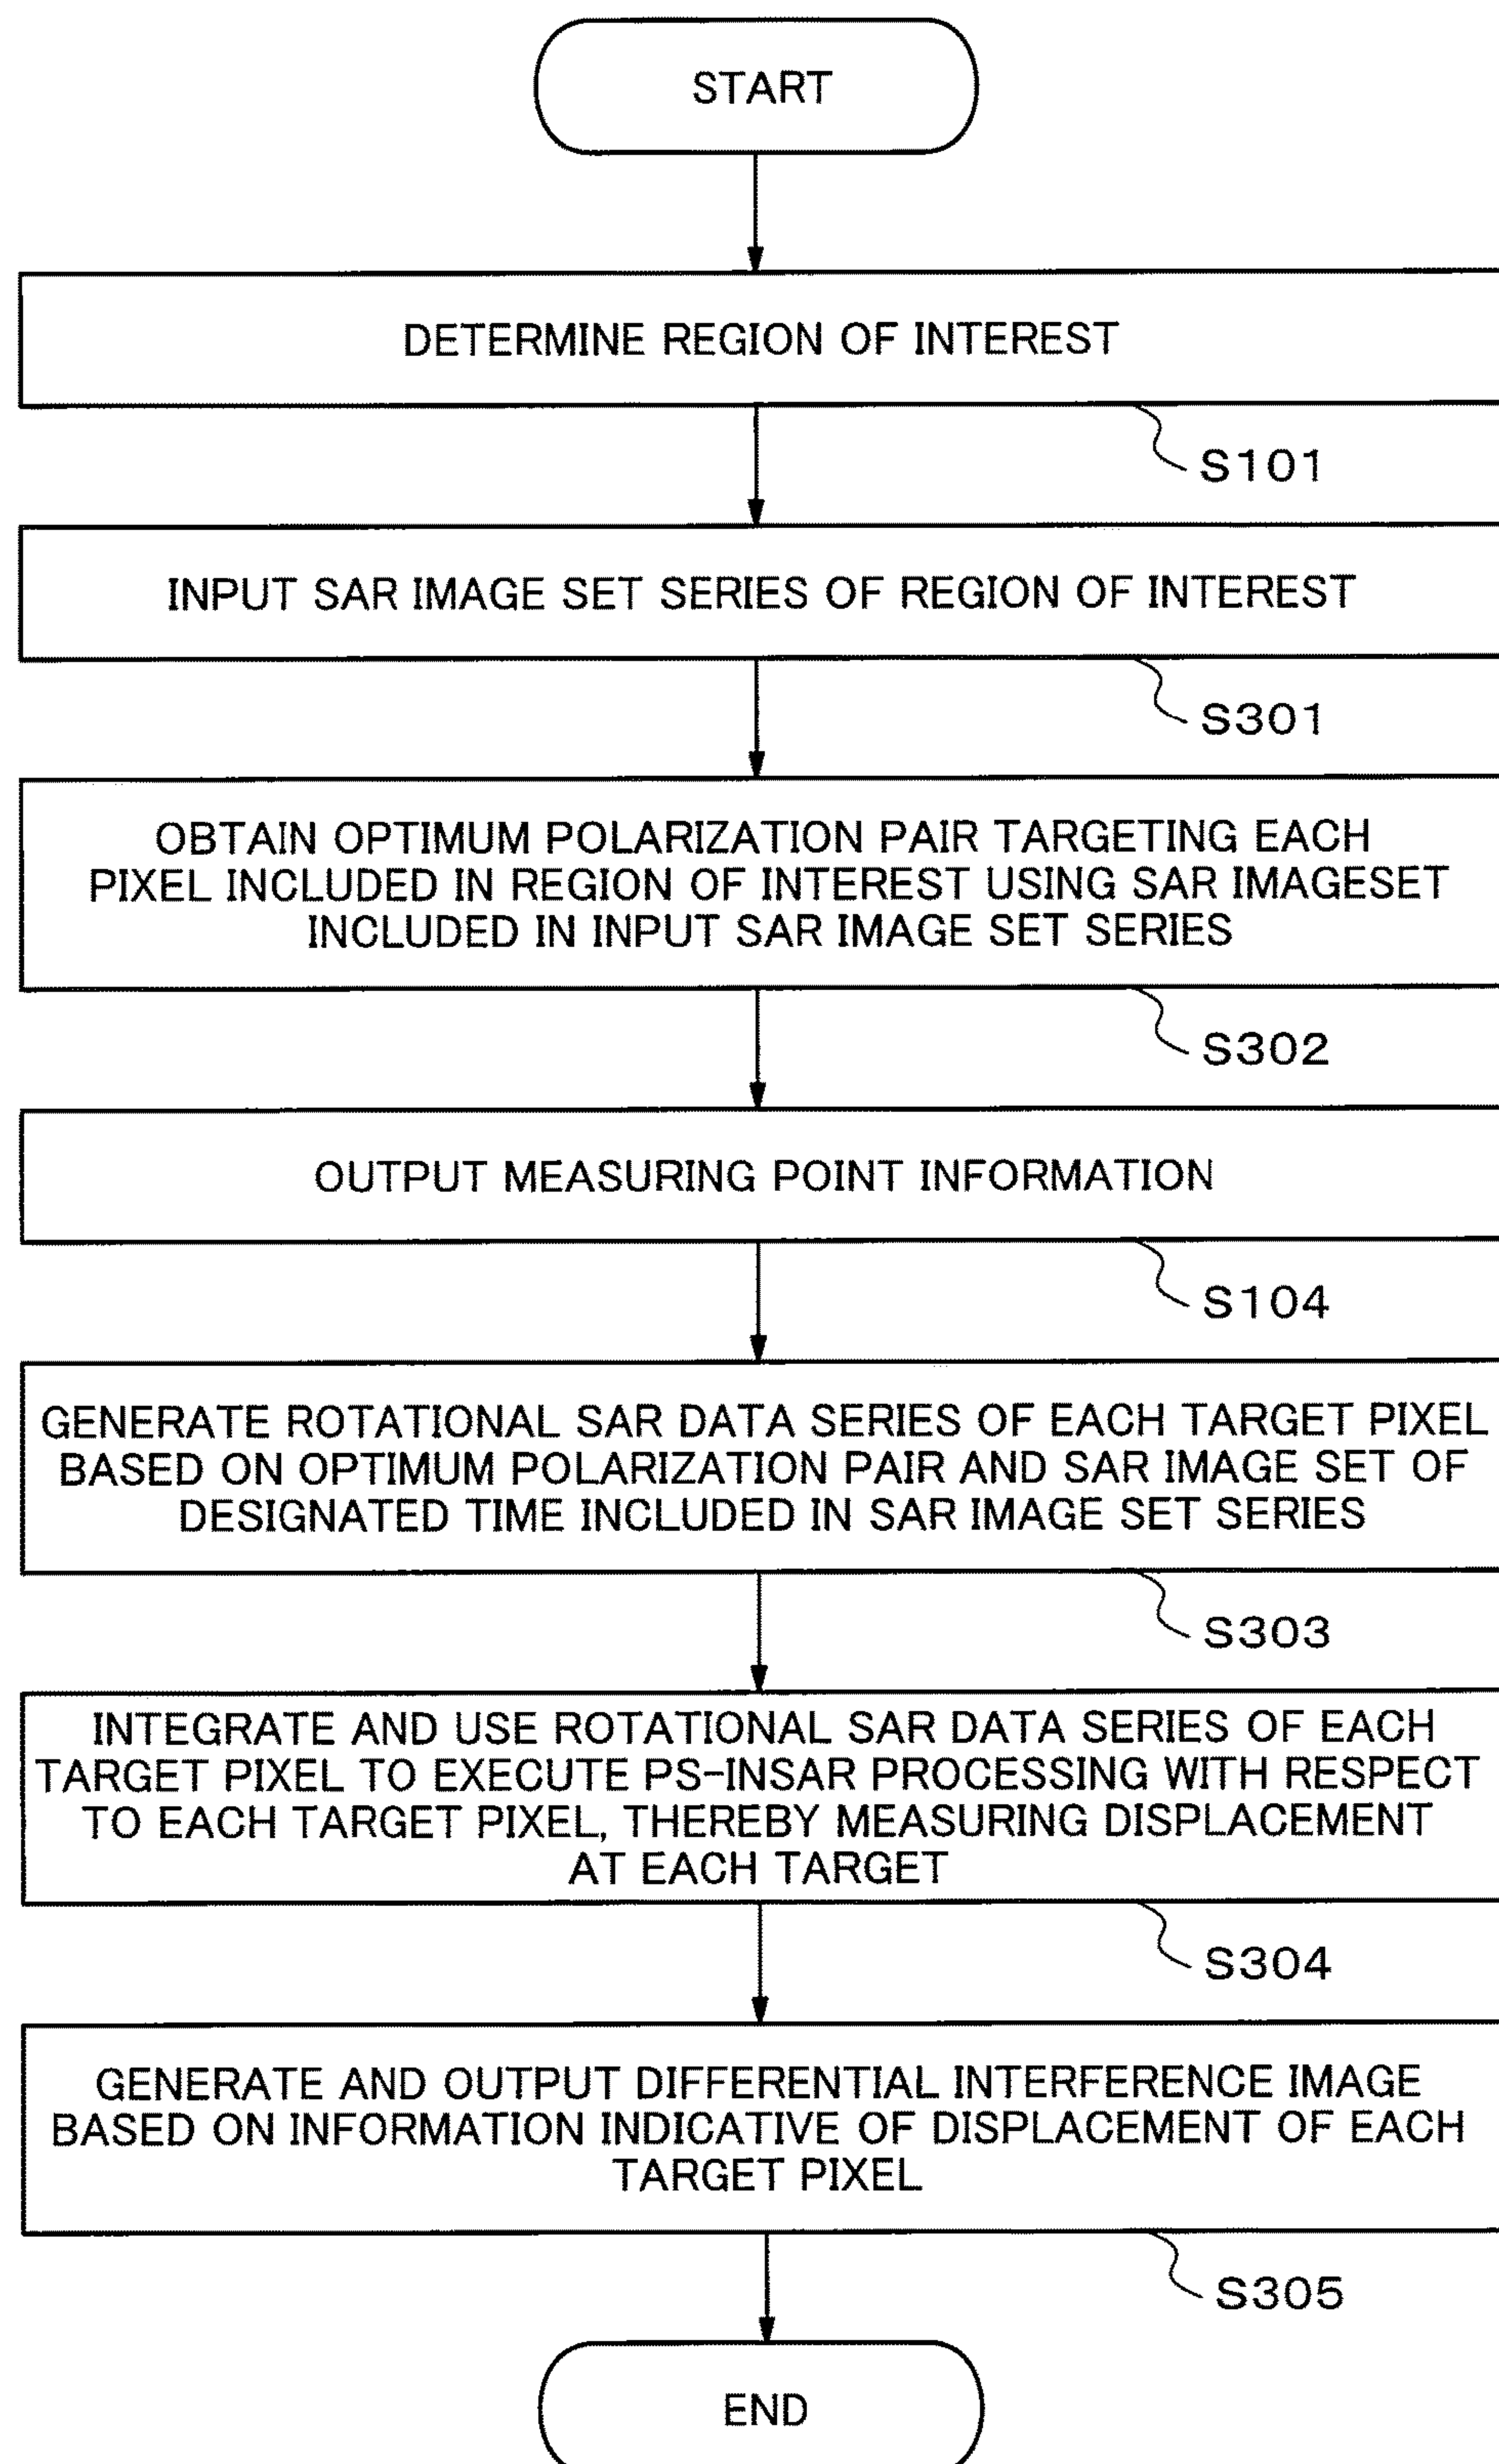 START
DETERMINE REGION OF INTEREST
S101
INPUT SAR IMAGE SET SERIES OF REGION OF INTEREST
S301
OBTAIN OPTIMUM POLARIZATION PAIR TARGETING EACH
PIXEL INCLUDED IN REGION OF INTEREST USING SAR IMAGESET
INCLUDED IN INPUT SAR IMAGE SET SERIES
S302
OUTPUT MEASURING POINT INFORMATION
S104
GENERATE ROTATIONAL SAR DATA SERIES OF EACH TARGET PIXEL
BASED ON OPTIMUM POLARIZATION PAIR AND SAR IMAGE SET OF
DESIGNATED TIME INCLUDED IN SAR IMAGE SET SERIES
S303
INTEGRATE AND USE ROTATIONAL SAR DATA SERIES OF EACH
TARGET PIXEL TO EXECUTE PS-INSAR PROCESSING WITH RESPECT
TO EACH TARGET PIXEL, THEREBY MEASURING DISPLACEMENT
AT EACH TARGET
S304
GENERATE AND OUTPUT DIFFERENTIAL INTERFERENCE IMAGE
BASED ON INFORMATION INDICATIVE OF DISPLACEMENT OF EACH
TARGET PIXEL
S305
END